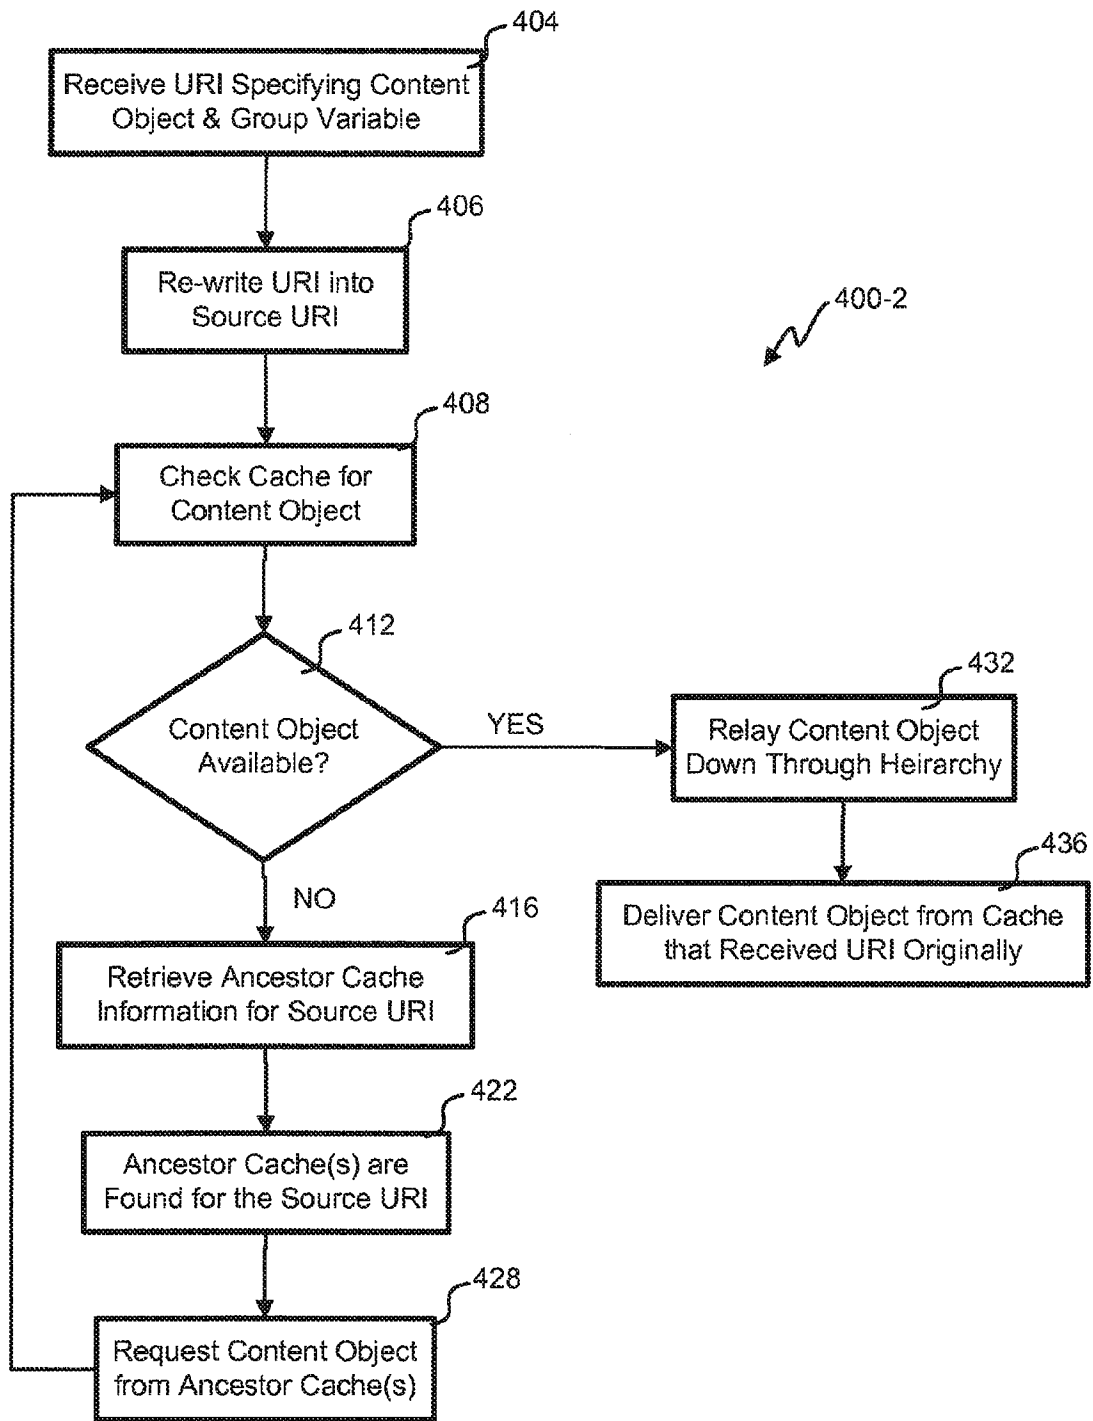 404
Receive URI Specifying Content
Object & Group Variable
406
Re-write URI into
Source URI
400-2
408
Check Cache for
Content Object
412
Content Object
Available?
YES
432
Relay Content Object
Down Through Heirarchy
436
Deliver Content Object from Cache
that Received URI Originally
NO
416
Retrieve Ancestor Cache
Information for Source URI
422
Ancestor Cache(s) are
Found for the Source URI
428
Request Content Object
from Ancestor Cache(s)